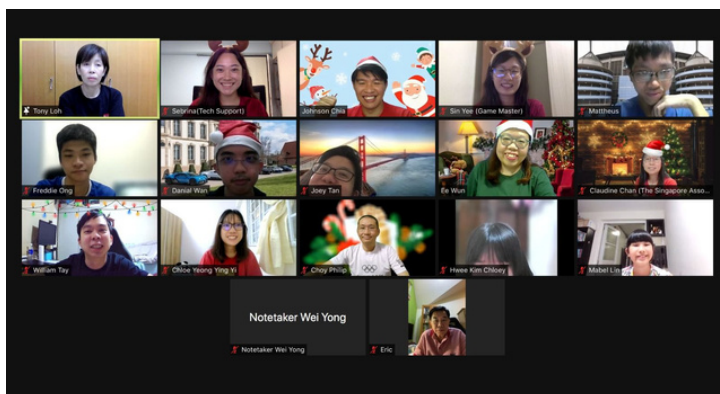 Tony Loh
Sebrina(Tech Support)
Johnson Chia
Sin Yee (Game Master)
Mattheus
Freddie Ong
Danial Wan
Joey Tan
Ee Wun
Claudine Chan (The Singapore Asso...
William Tay
Chloe Yeong Ying Yi
Choy Philip
Hwee Kim Chloey
Mabel Lin
Notetaker Wei Yong
Notetaker Wei Yong
Eric